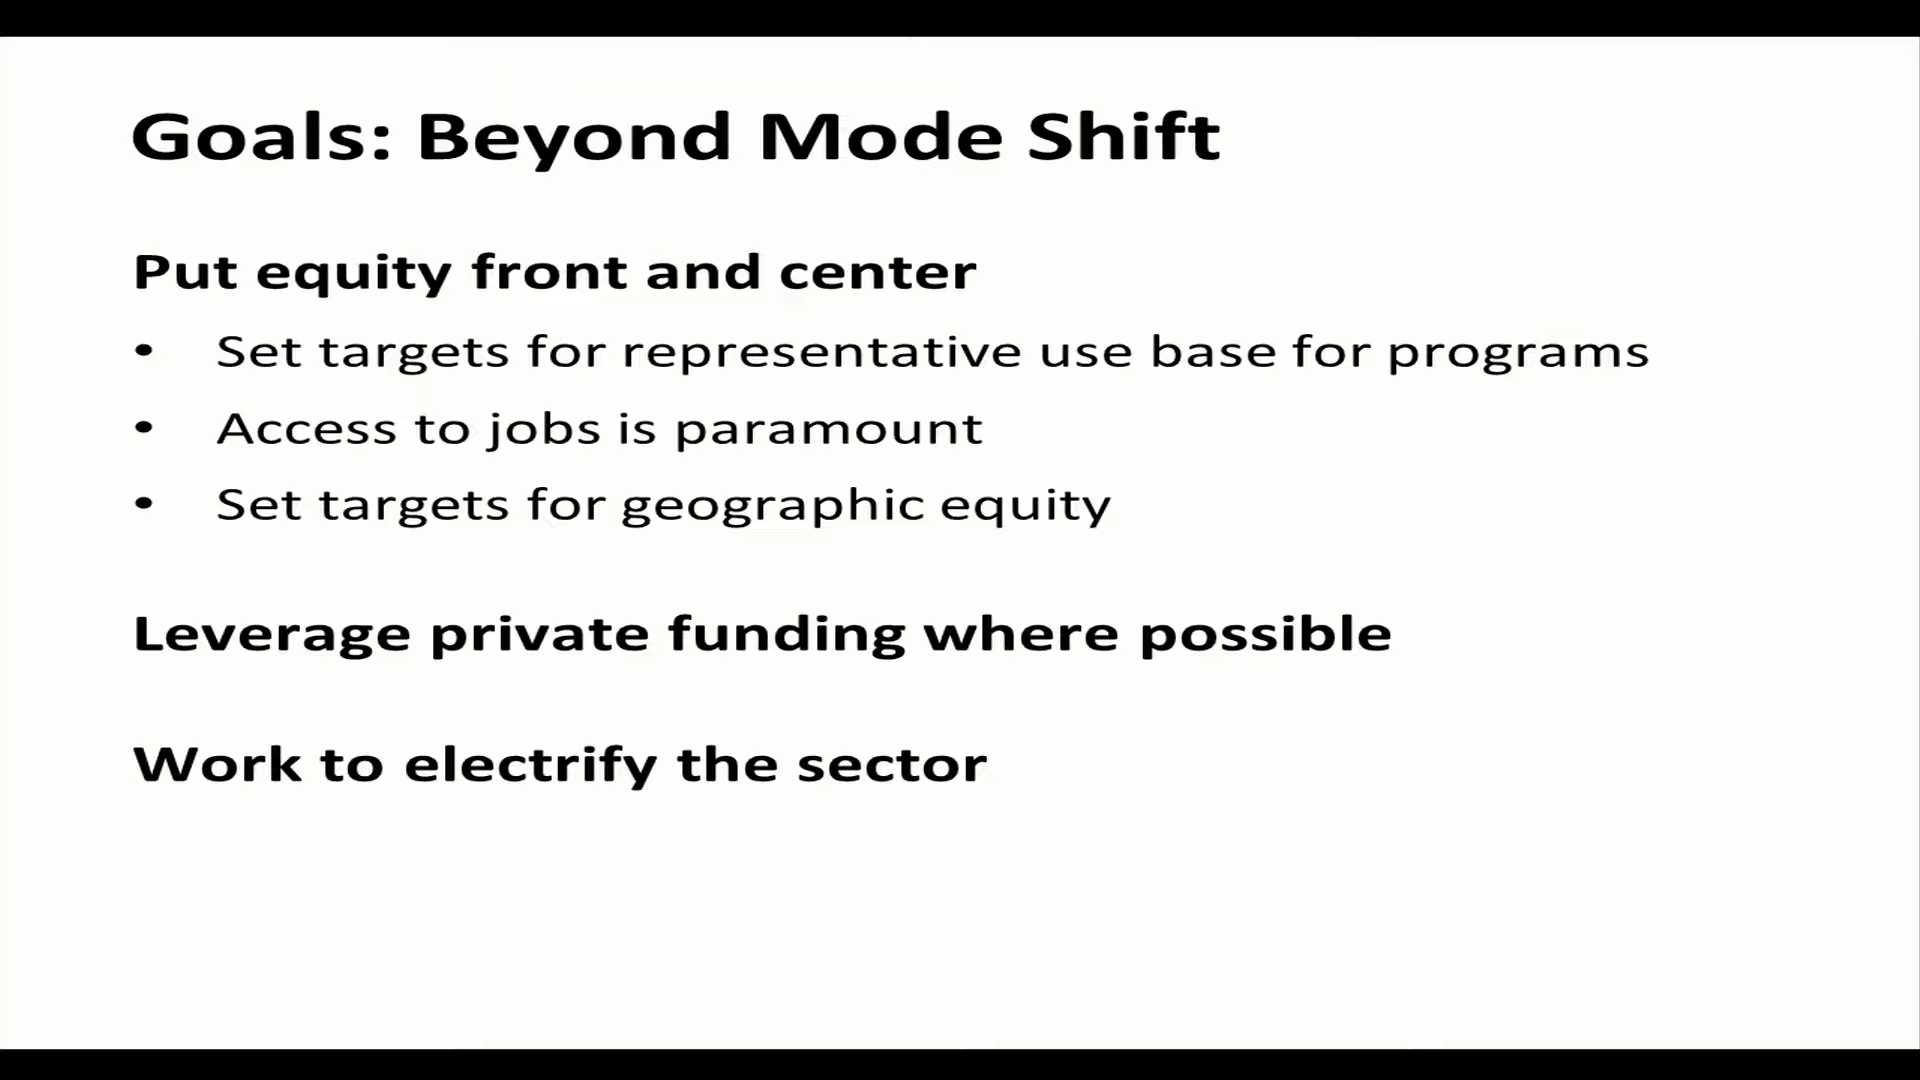 Goals: Beyond Mode Shift
Put equity front and center
• Set targets for representative use base for programs
• Access to jobs is paramount
• Set targets for geographic equity
Leverage private funding where possible
Work to electrify the sector